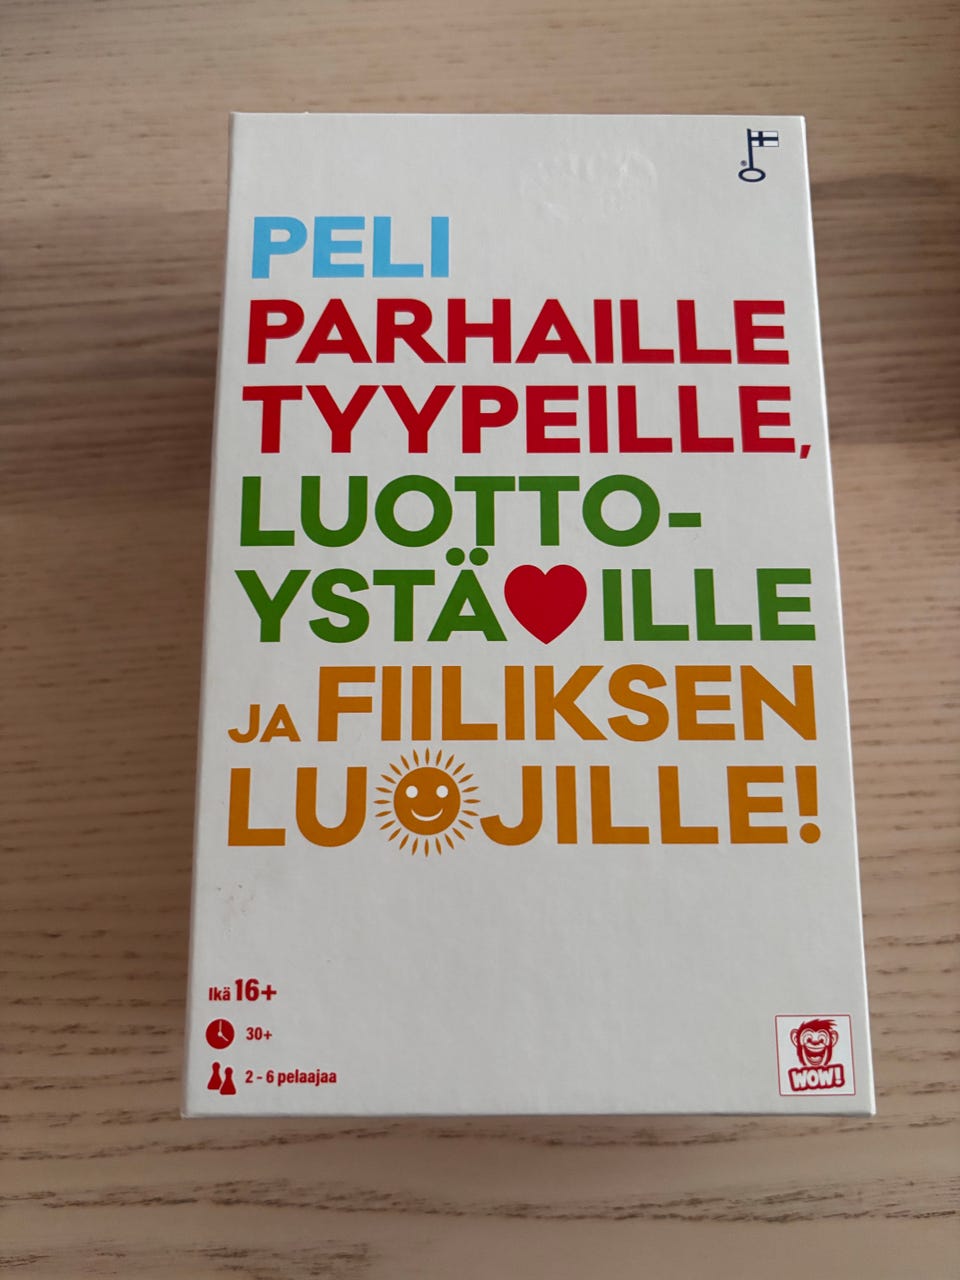 PELI
PARHAILLE
TYYPEILLE,
LUOTTO-
YSTÄ❤ILLE
JA FIILIKSEN
LU🌞JILLE!
Ikä 16+
30+
2 - 6 pelaajaa
WOW!